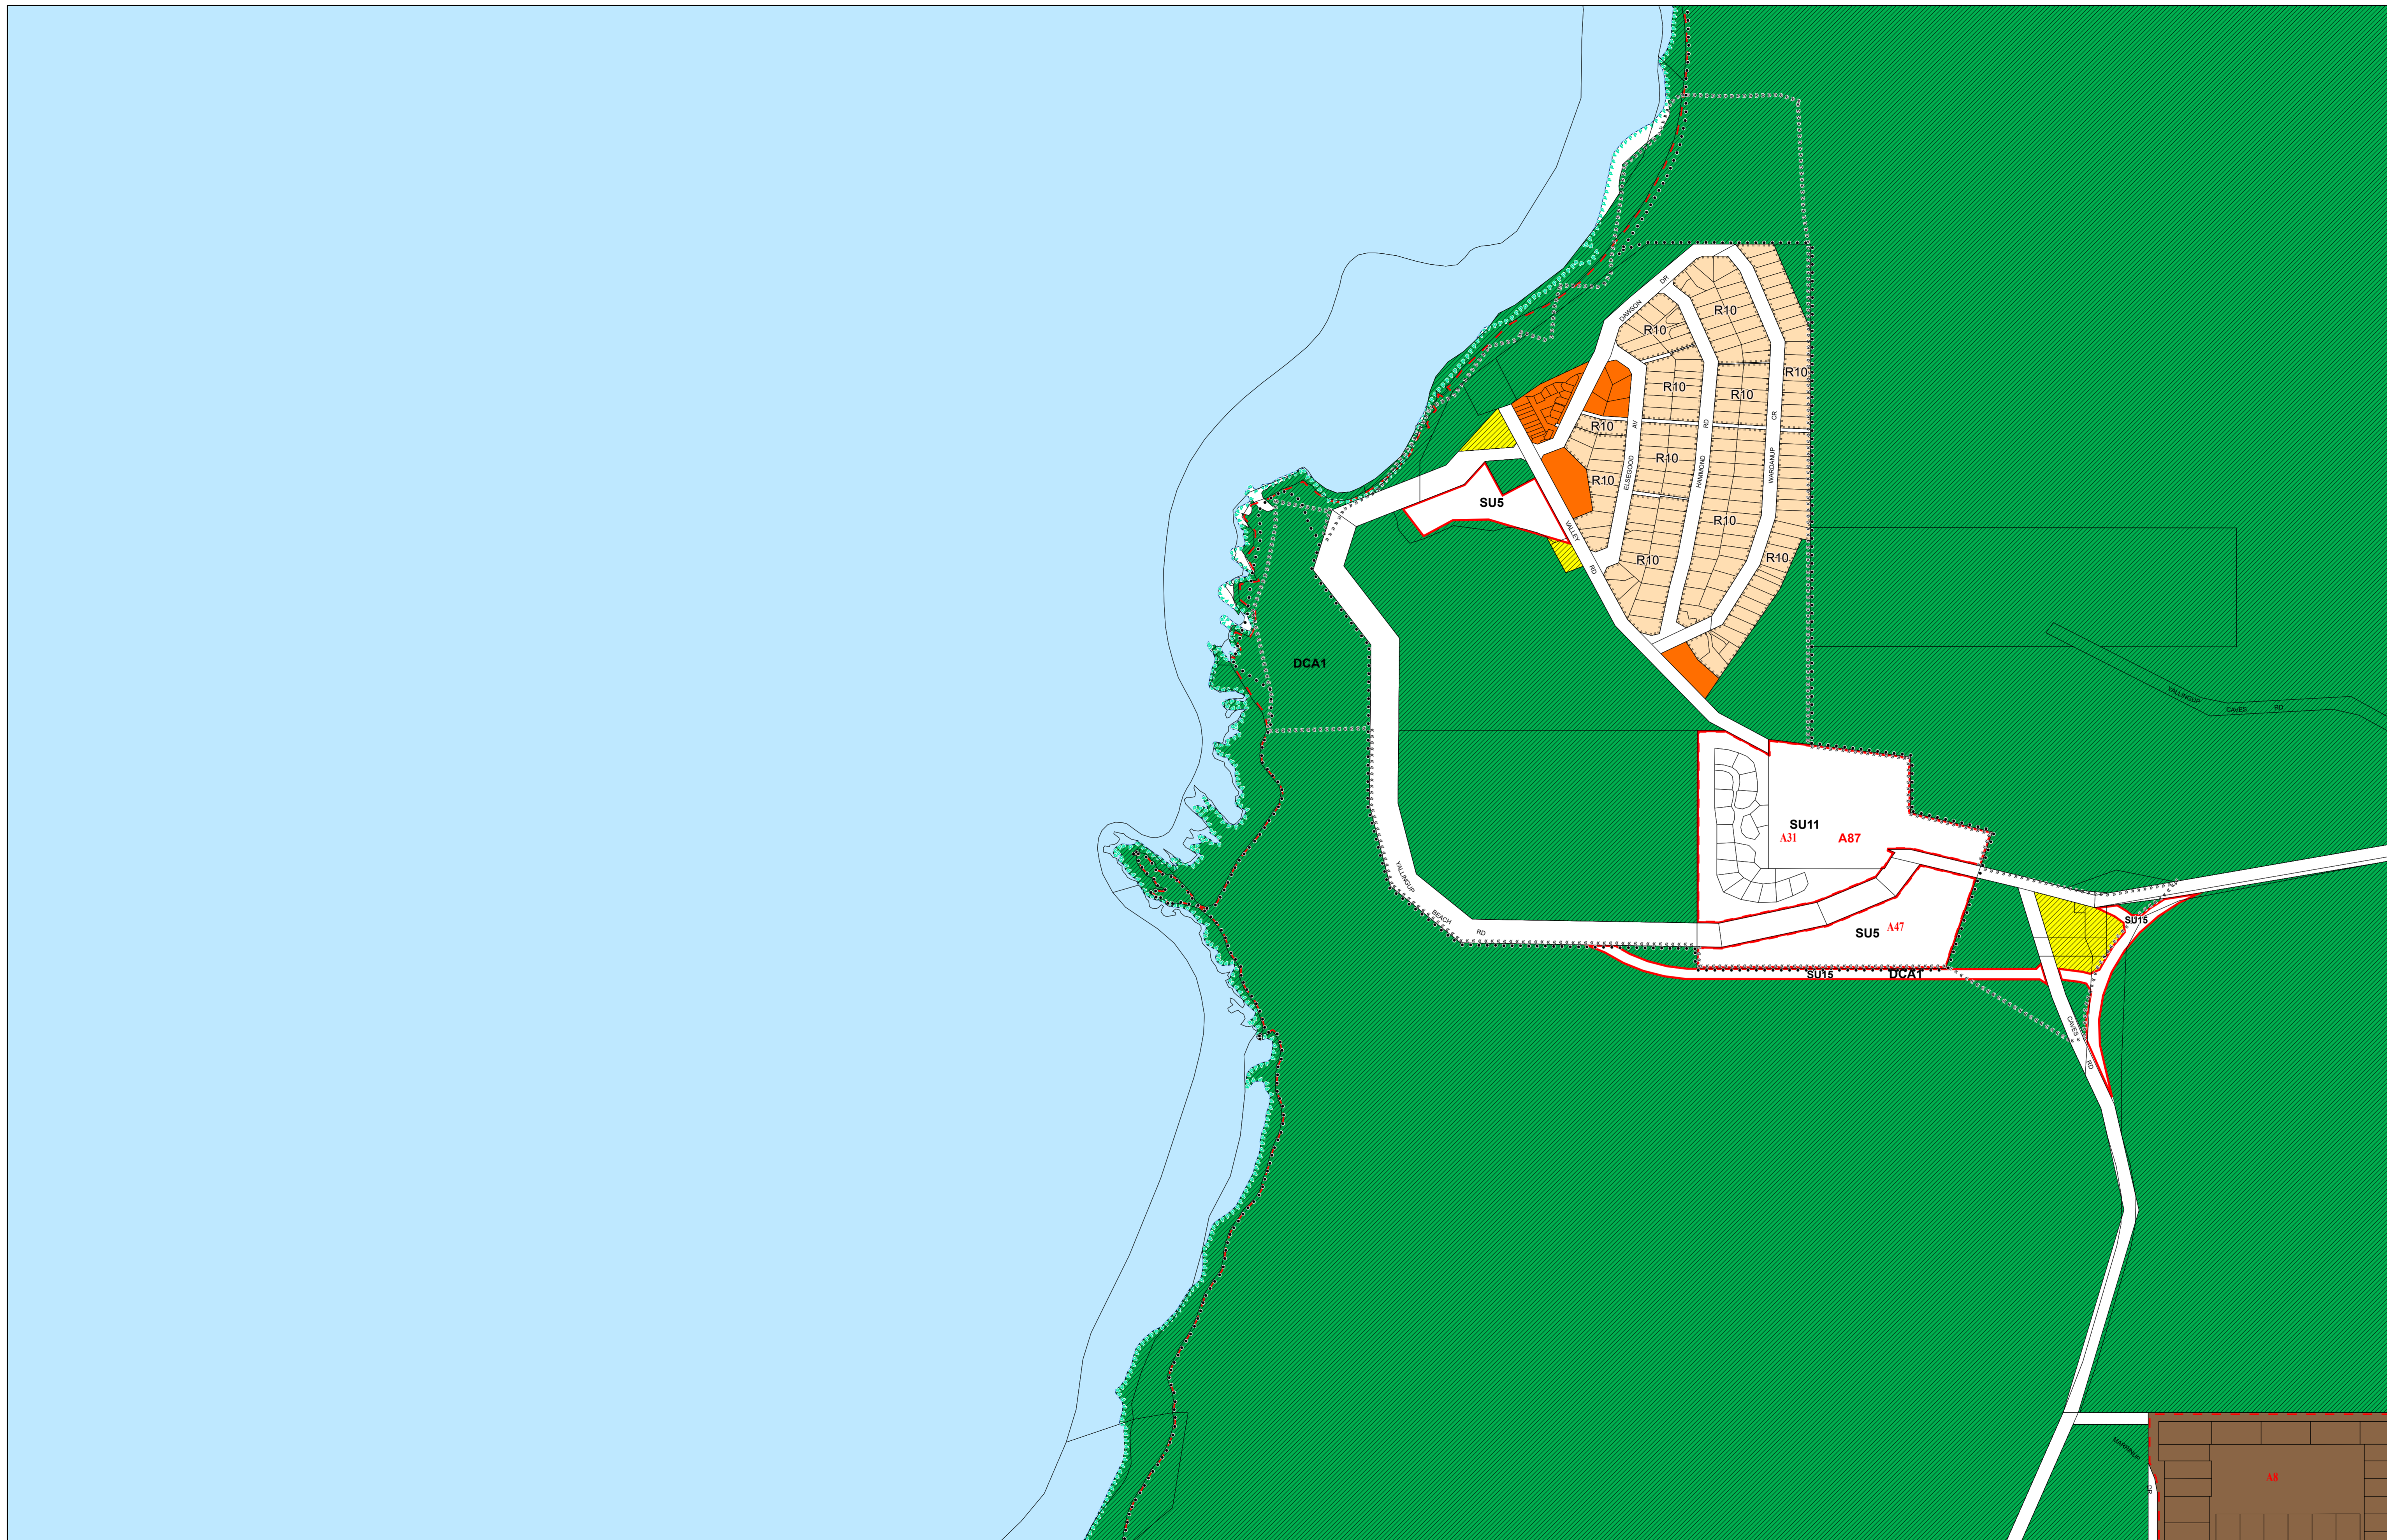 DAWSON DR
R10
R10
R10
R10
R10
R10
CR
R10
AV
RD
R10
WARDANUP
ELSEGOOD
HAMMOND
R10
SU5
R10
VALLEY RD
R10
R10
DCA1
YALLINGUP CAVES RD
SU11
A31
A87
YALLINGUP BEACH RD
SU15
SU5
A47
SU15
DCA1
CAVES RD
MARRINUP DR
A8